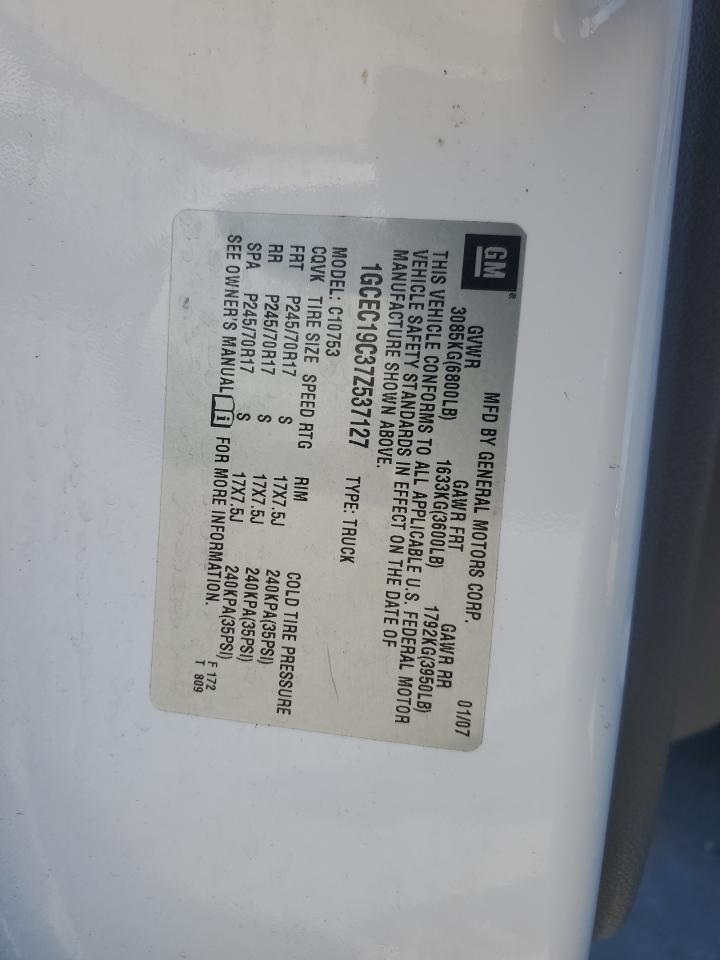 GM®
MFD BY GENERAL MOTORS CORP. 01/07
GVWR GAWR FRT GAWR RR
3085KG(6800LB) 1633KG(3600LB) 1792KG(3950LB)
THIS VEHICLE CONFORMS TO ALL APPLICABLE U.S. FEDERAL MOTOR
VEHICLE SAFETY STANDARDS IN EFFECT ON THE DATE OF
MANUFACTURE SHOWN ABOVE.
1GCEC19C37Z537127 TYPE: TRUCK
MODEL: C10753
CQVK TIRE SIZE SPEED RTG RIM COLD TIRE PRESSURE
FRT P245/70R17 S 17X7.5J 240KPA(35PSI)
RR P245/70R17 S 17X7.5J 240KPA(35PSI)
SPA P245/70R17 S 17X7.5J 240KPA(35PSI)
SEE OWNER'S MANUAL i FOR MORE INFORMATION.
F 172
T 809